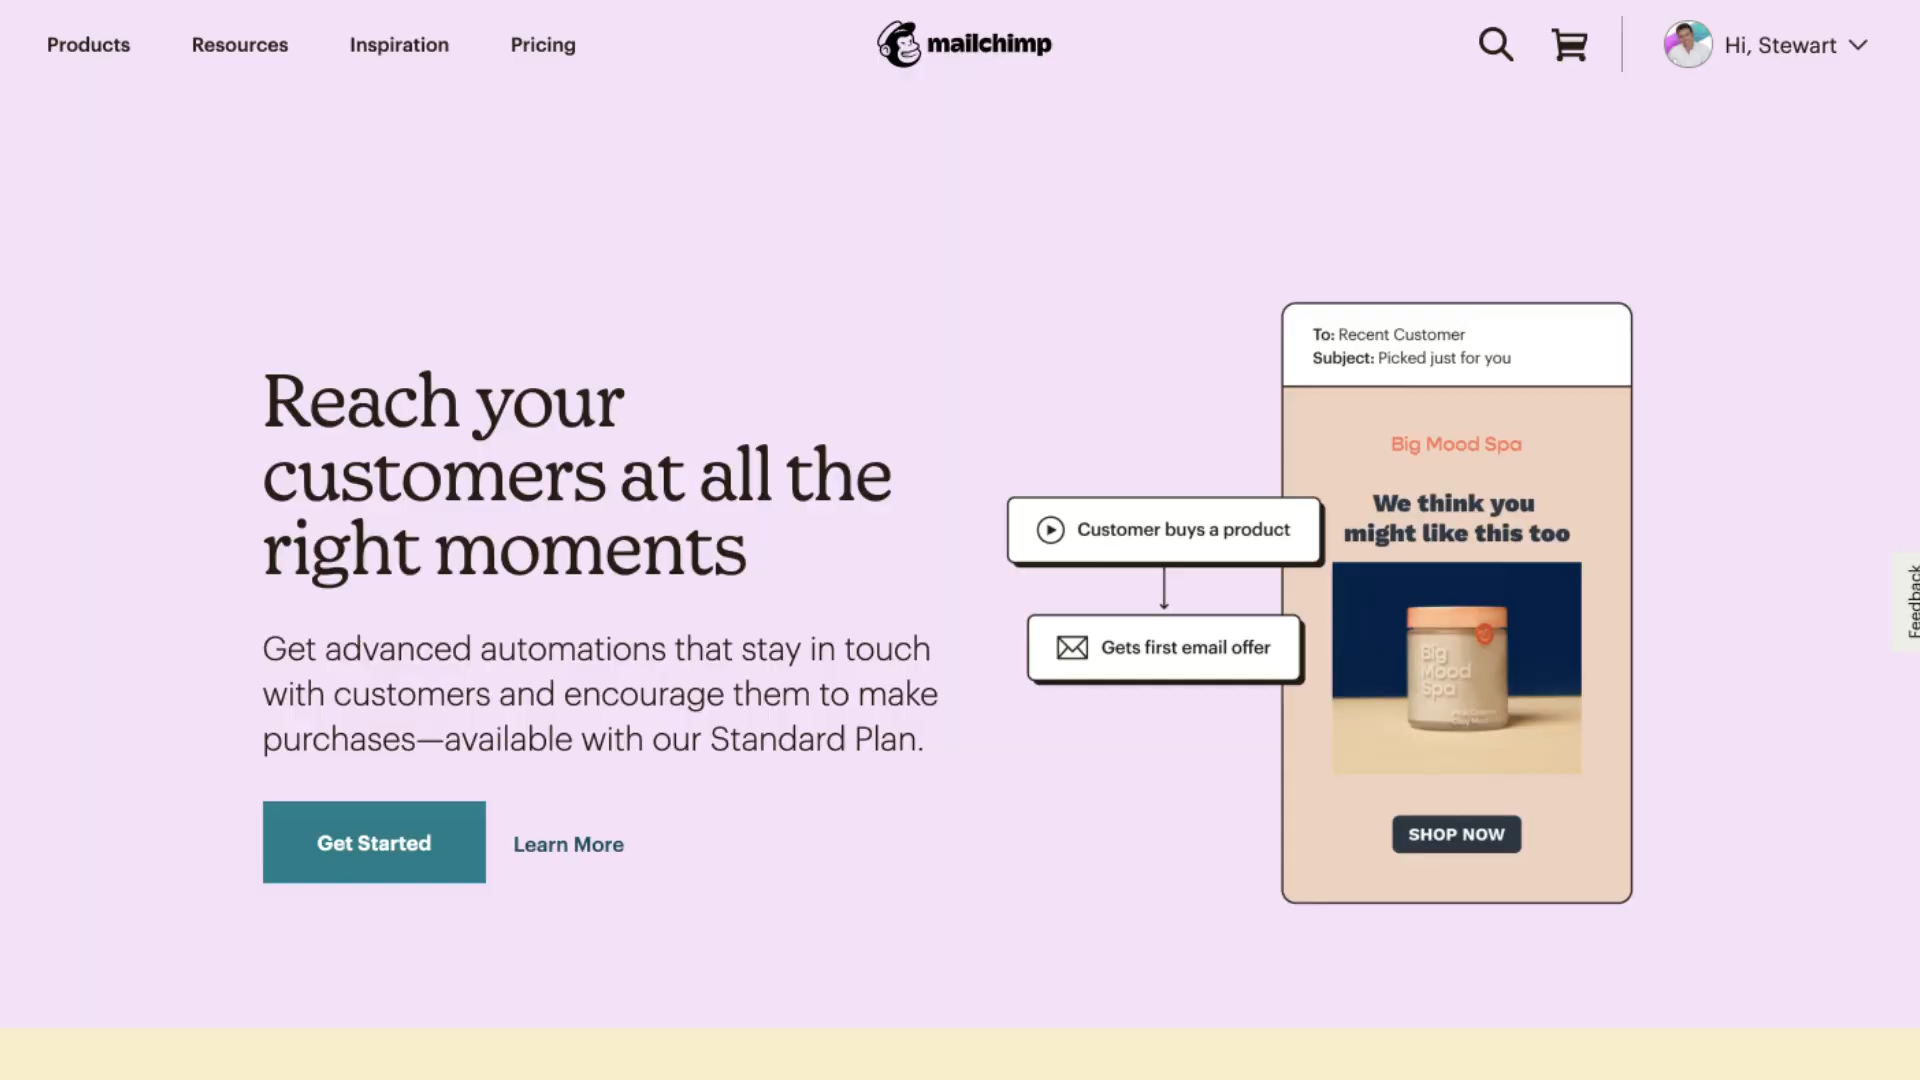 Products
Resources
Inspiration
Pricing
mailchimp
Hi, Stewart
Reach your
customers at all the
right moments
Get advanced automations that stay in touch
with customers and encourage them to make
purchases—available with our Standard Plan.
Get Started
Learn More
To: Recent Customer
Subject: Picked just for you
Big Mood Spa
We think you
might like this too
Customer buys a product
Gets first email offer
Big
Mood
Spa
SHOP NOW
Feedback